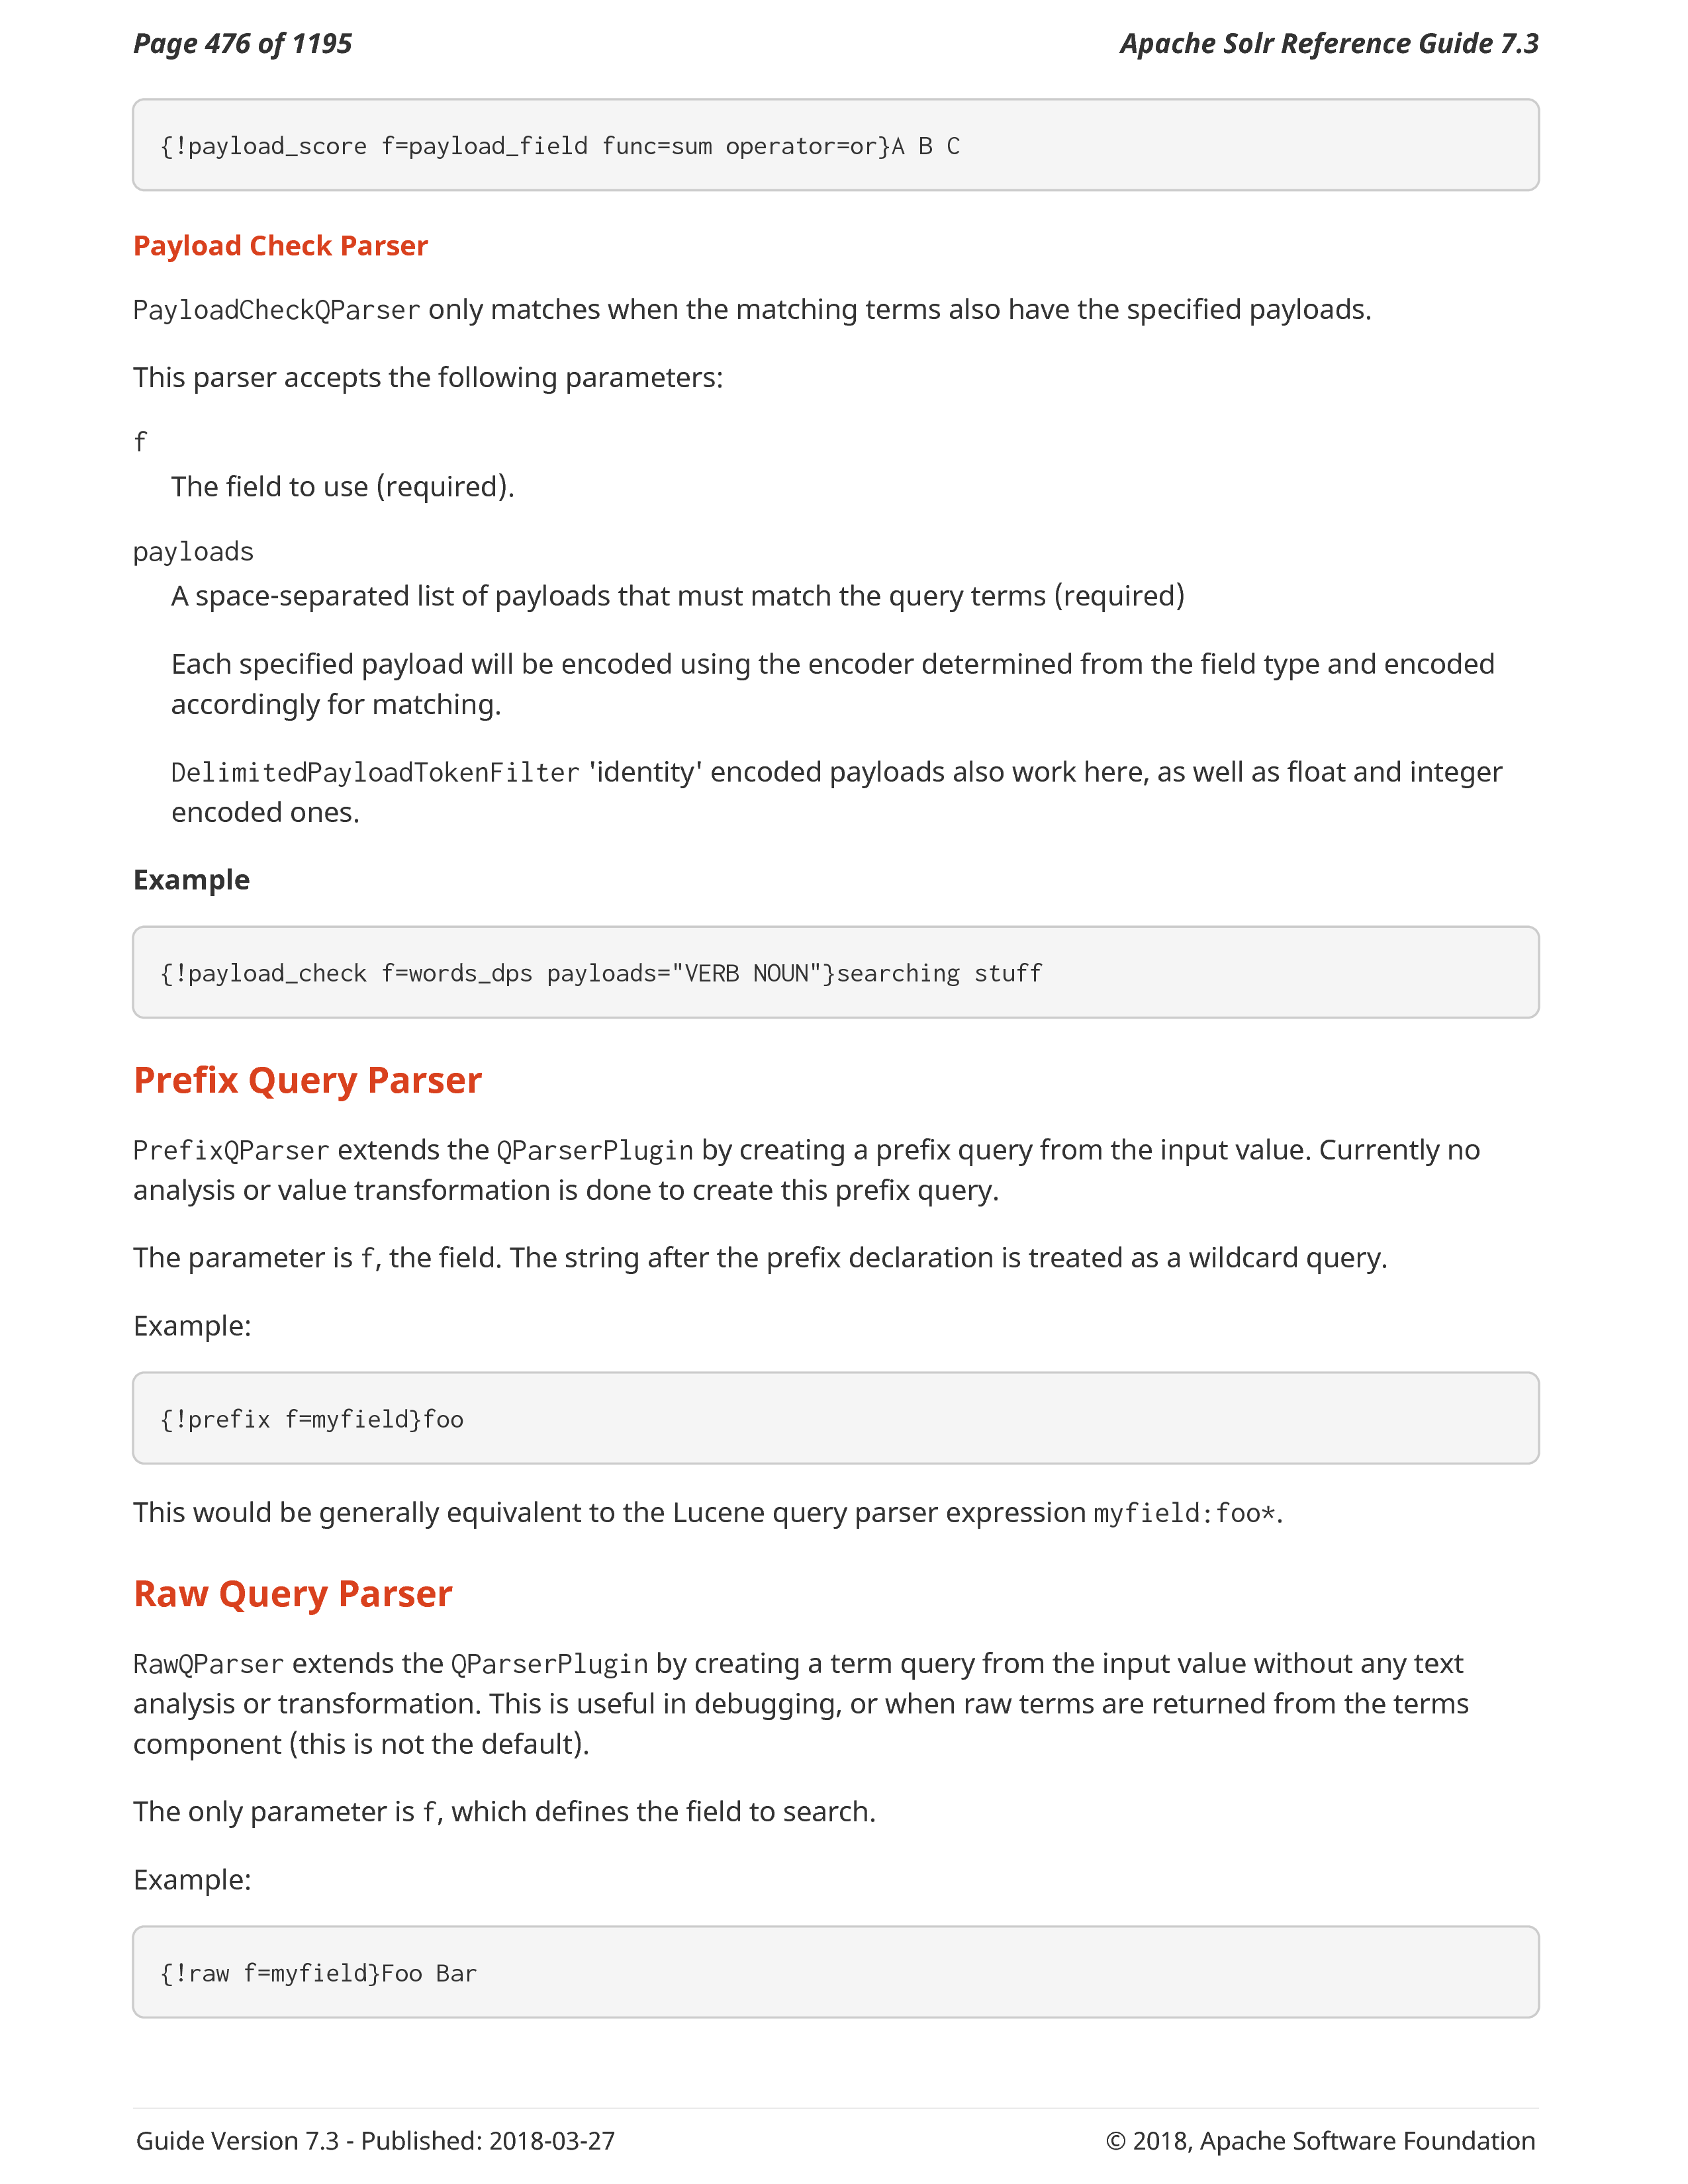 Page 476 of 1195
Apache Solr Reference Guide 7.3
{!payload_score f=payload_field func=sum operator=or}A B C
Payload Check Parser
PayloadCheckQParser only matches when the matching terms also have the specified payloads.
This parser accepts the following parameters:
f
The field to use (required).
payloads
A space-separated list of payloads that must match the query terms (required)
Each specified payload will be encoded using the encoder determined from the field type and encoded
accordingly for matching.
DelimitedPayloadTokenFilter 'identity' encoded payloads also work here, as well as float and integer
encoded ones.
Example
{!payload_check f=words_dps payloads="VERB NOUN"}searching stuff
Prefix Query Parser
PrefixQParser extends the QParserPlugin by creating a prefix query from the input value. Currently no
analysis or value transformation is done to create this prefix query.
The parameter is f, the field. The string after the prefix declaration is treated as a wildcard query.
Example:
{!prefix f=myfield}foo
This would be generally equivalent to the Lucene query parser expression myfield:foo*.
Raw Query Parser
RawQParser extends the QParserPlugin by creating a term query from the input value without any text
analysis or transformation. This is useful in debugging, or when raw terms are returned from the terms
component (this is not the default).
The only parameter is f, which defines the field to search.
Example:
{!raw f=myfield}Foo Bar
Guide Version 7.3 - Published: 2018-03-27
© 2018, Apache Software Foundation